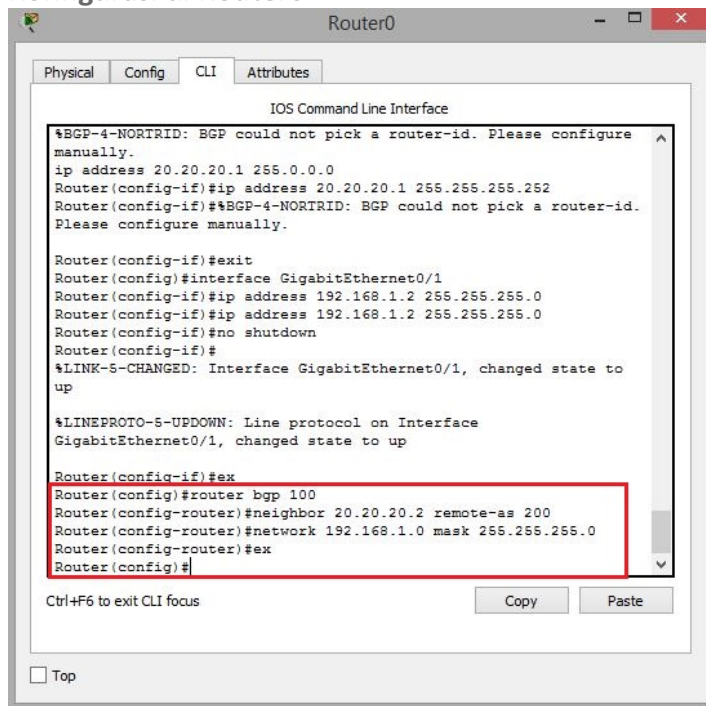 Router0
Physical Config CLI Attributes
IOS Command Line Interface
%BGP-4-NORTRID: BGP could not pick a router-id. Please configure
manually.
ip address 20.20.20.1 255.0.0.0
Router(config-if)#ip address 20.20.20.1 255.255.255.252
Router(config-if)#%BGP-4-NORTRID: BGP could not pick a router-id.
Please configure manually.
Router(config-if)#exit
Router(config)#interface GigabitEthernet0/1
Router(config-if)#ip address 192.168.1.2 255.255.255.0
Router(config-if)#ip address 192.168.1.2 255.255.255.0
Router(config-if)#no shutdown
Router(config-if)#
%LINK-5-CHANGED: Interface GigabitEthernet0/1, changed state to
up
%LINEPROTO-5-UPDOWN: Line protocol on Interface
GigabitEthernet0/1, changed state to up
Router(config-if)#ex
Router(config)#router bgp 100
Router(config-router)#neighbor 20.20.20.2 remote-as 200
Router(config-router)#network 192.168.1.0 mask 255.255.255.0
Router(config-router)#ex
Router(config)#
Ctrl+F6 to exit CLI focus Copy Paste
Top